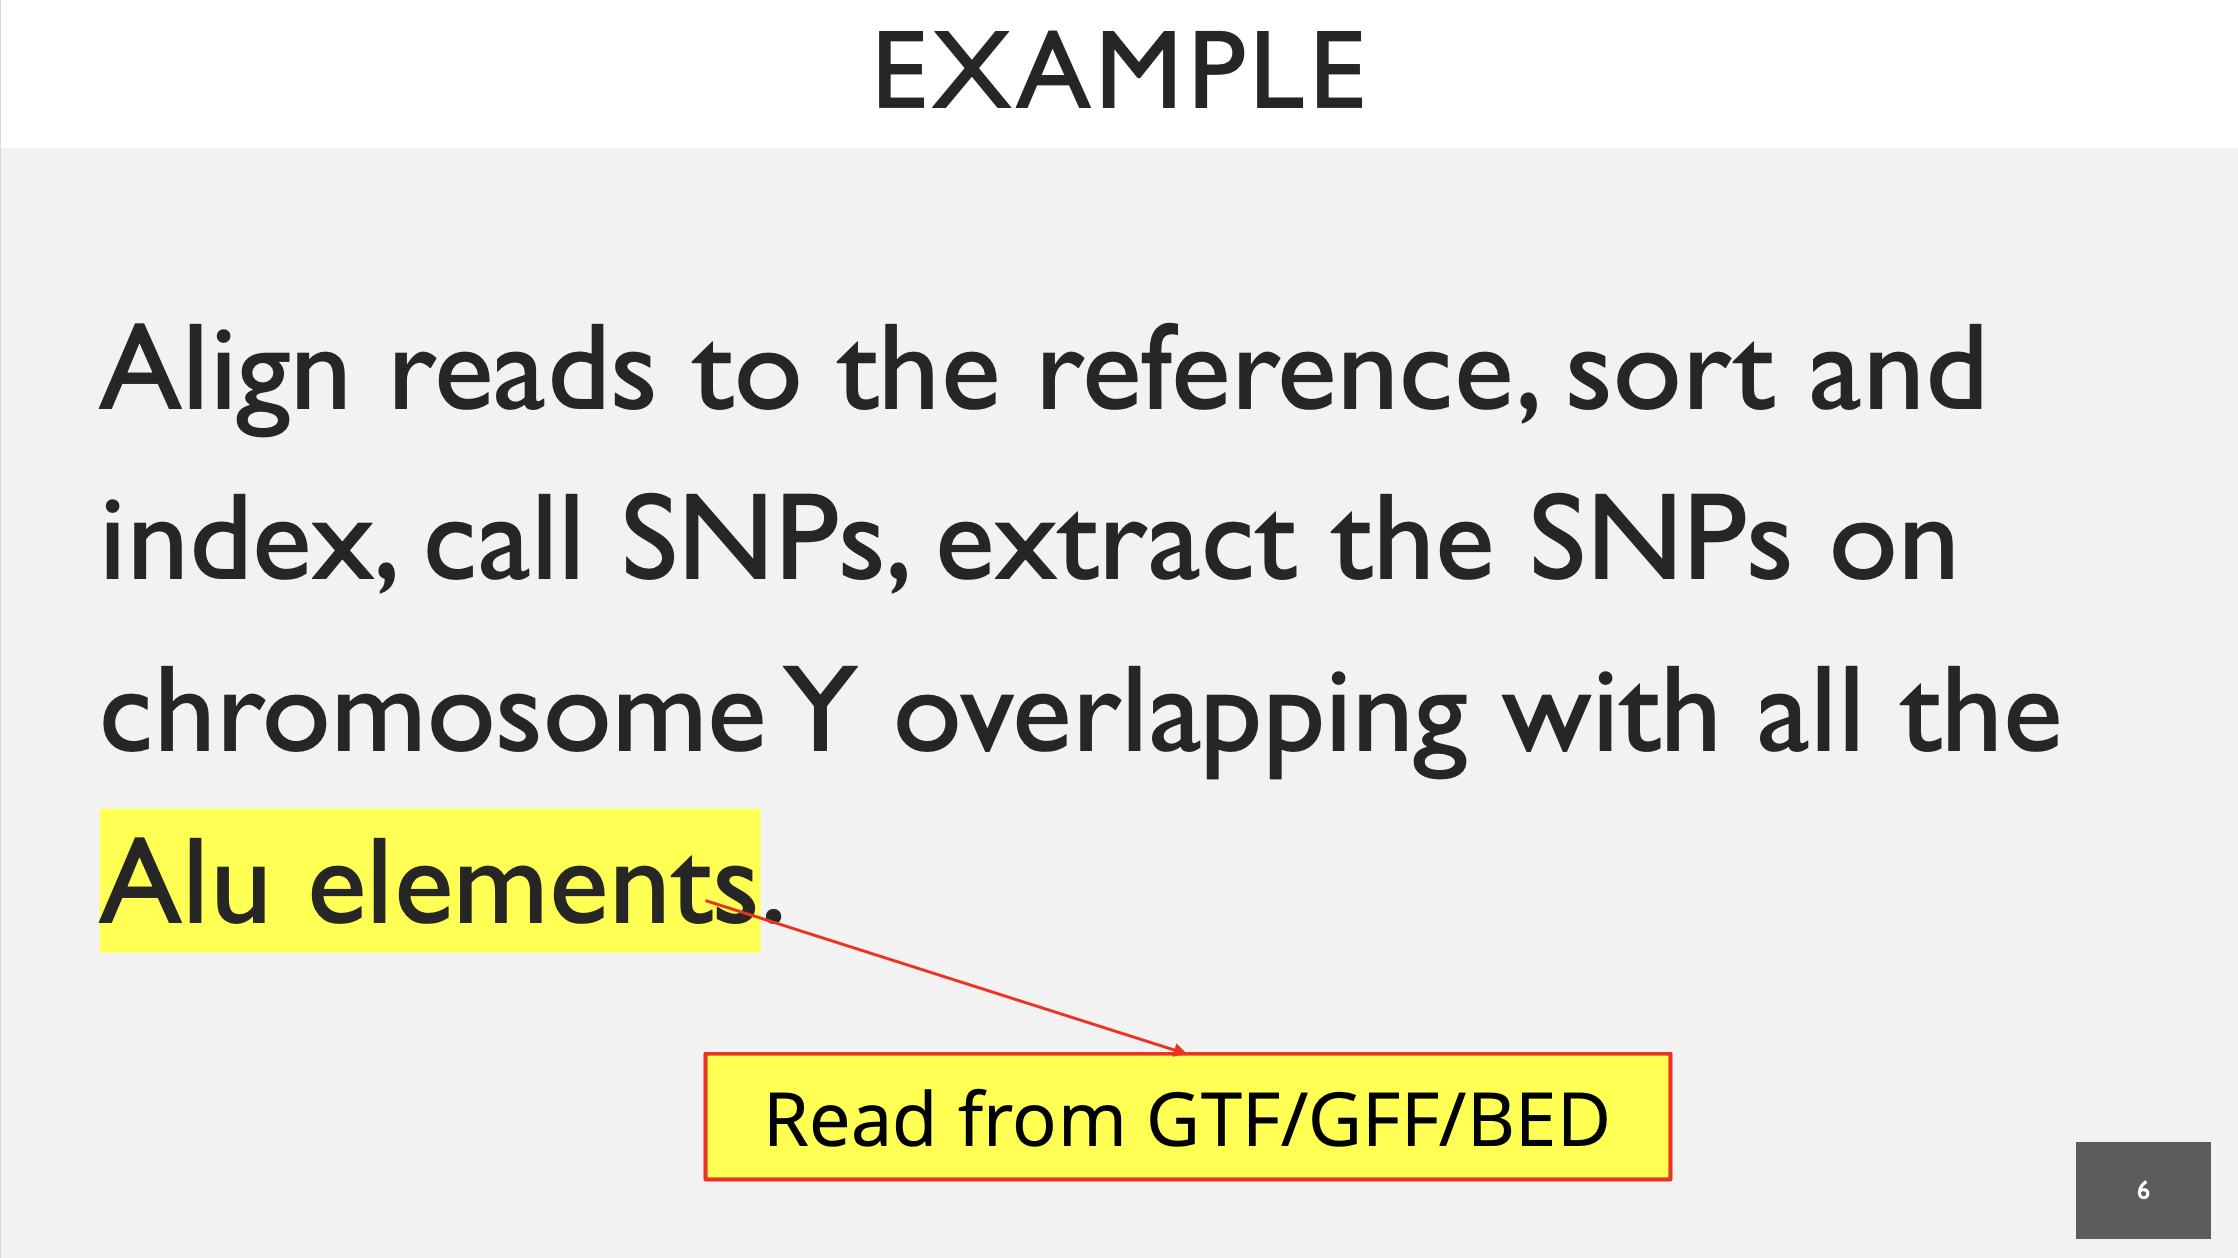 EXAMPLE
Align reads to the reference, sort and
index, call SNPs, extract the SNPs on
chromosome Y overlapping with all the
Alu elements.
Read from GTF/GFF/BED
6